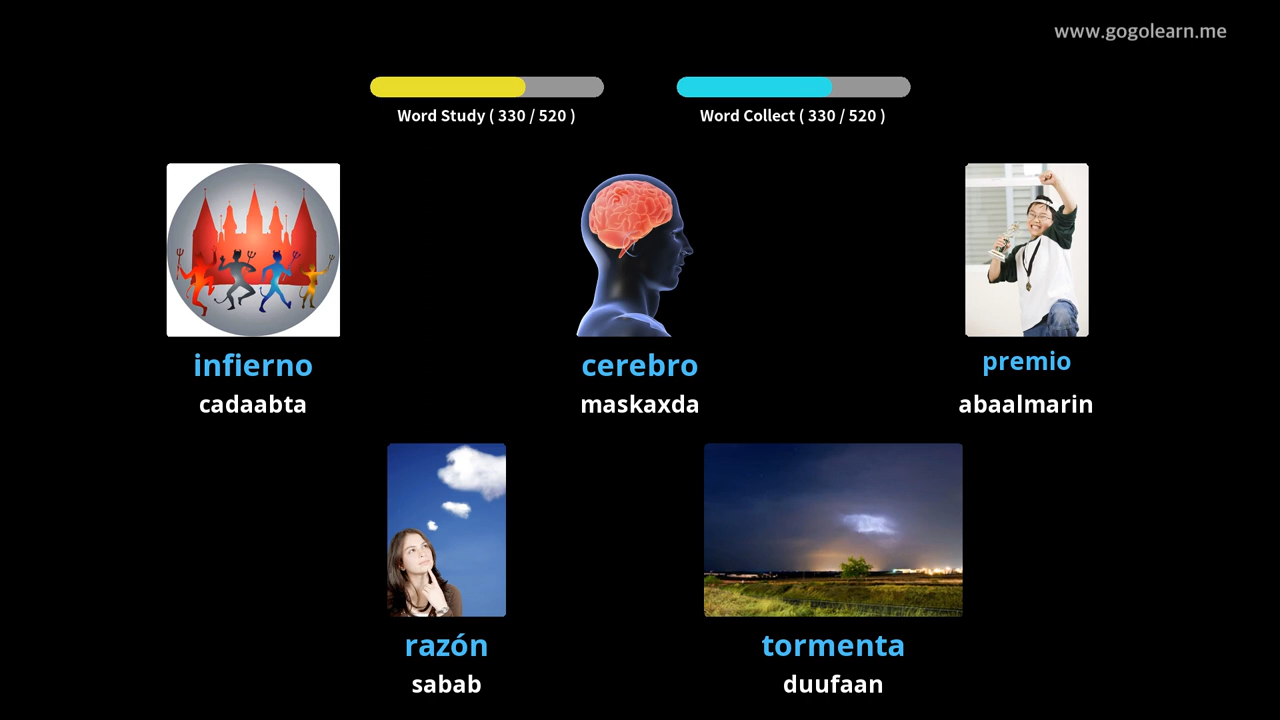 www.gogolearn.me
Word Study ( 330 / 520 )
Word Collect ( 330 / 520 )
infierno
cadaabta
cerebro
maskaxda
premio
abaalmarin
razón
sabab
tormenta
duufaan